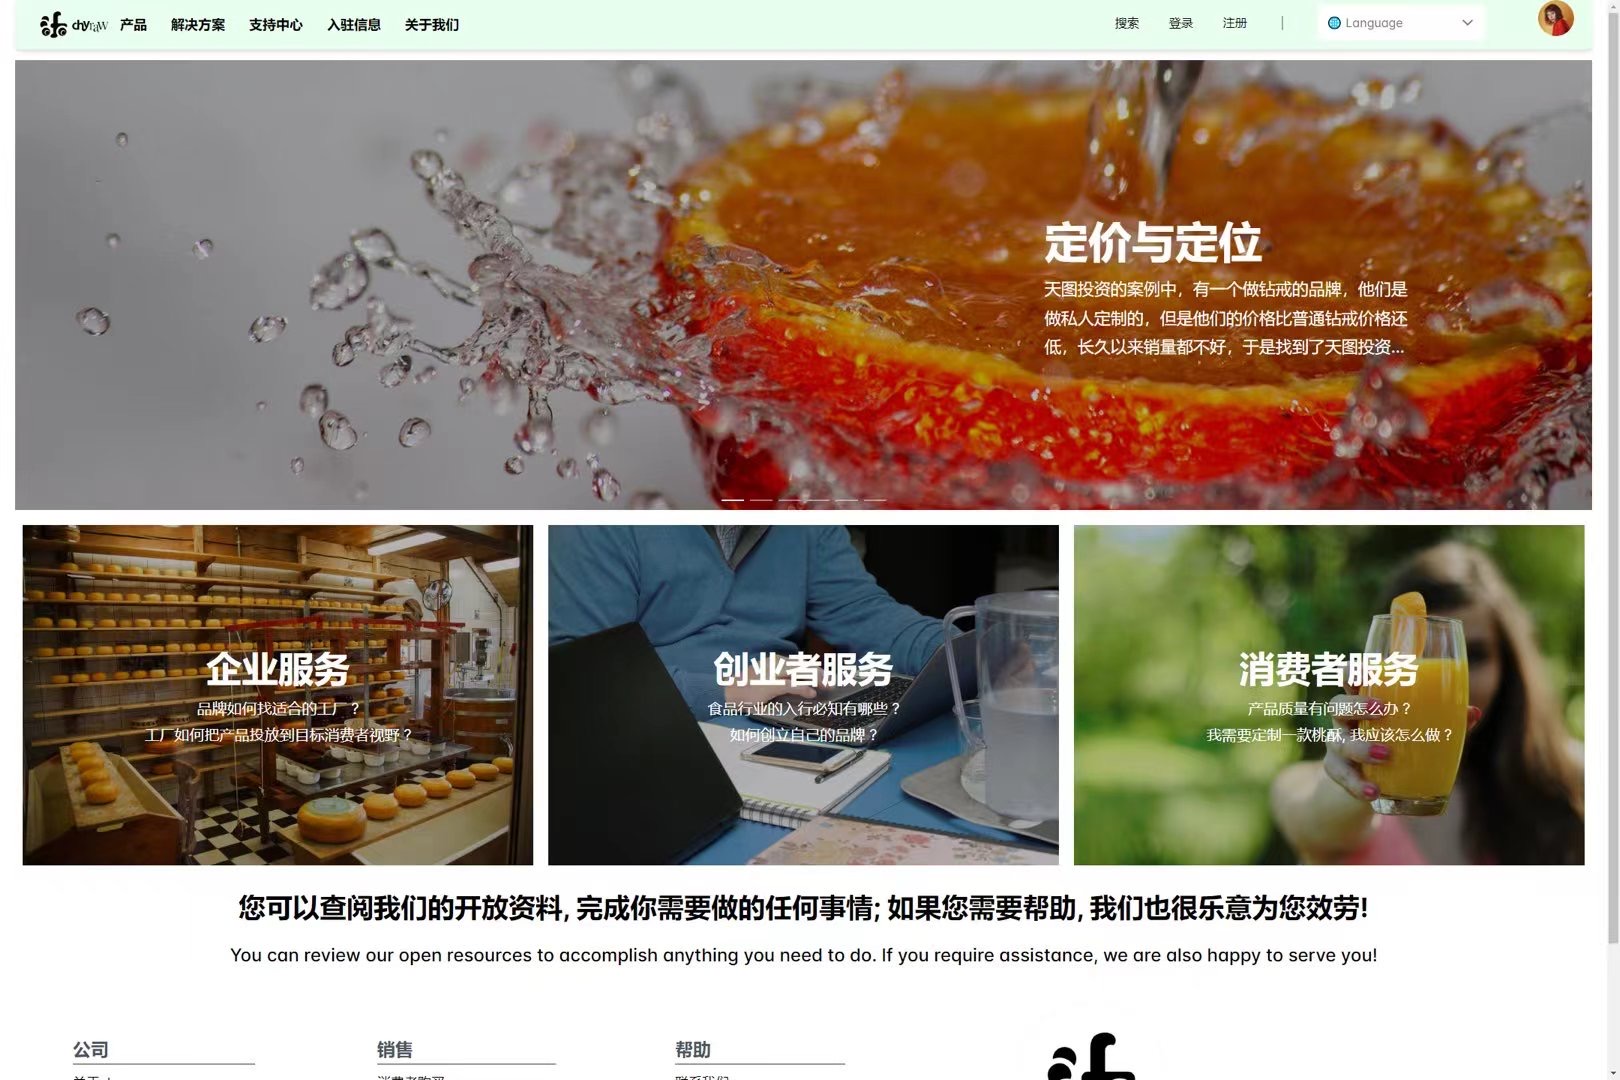 chyraw 产品 解决方案 支持中心 入驻信息 关于我们 搜索 登录 注册 | Language
定价与定位
天图投资的案例中，有一个做钻戒的品牌，他们是
做私人定制的，但是他们的价格比普通钻戒价格还
低，长久以来销量都不好，于是找到了天图投资...
企业服务
品牌如何找适合的工厂？
工厂如何把产品投放到目标消费者视野？
创业者服务
食品行业的入行必知有哪些？
如何创立自己的品牌？
消费者服务
产品质量有问题怎么办？
我需要定制一款桃酥, 我应该怎么做？
您可以查阅我们的开放资料, 完成你需要做的任何事情; 如果您需要帮助, 我们也很乐意为您效劳!
You can review our open resources to accomplish anything you need to do. If you require assistance, we are also happy to serve you!
公司
销售
帮助